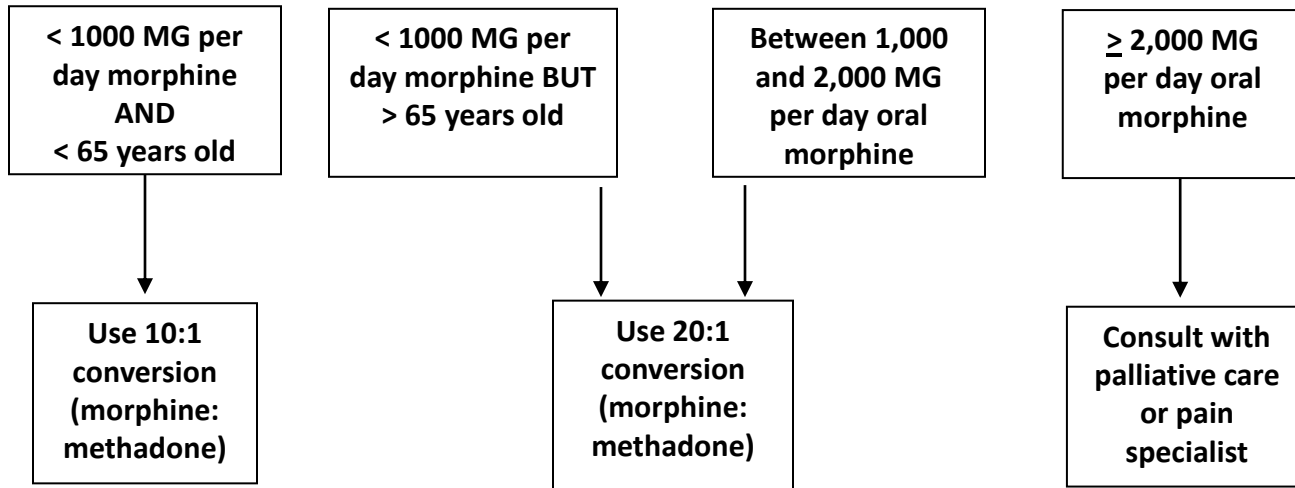 < 1000 MG per
day morphine
AND
< 65 years old
< 1000 MG per
day morphine BUT
> 65 years old
Between 1,000
and 2,000 MG
per day oral
morphine
≥ 2,000 MG
per day oral
morphine
Use 10:1
conversion
(morphine:
methadone)
Use 20:1
conversion
(morphine:
methadone)
Consult with
palliative care
or pain
specialist